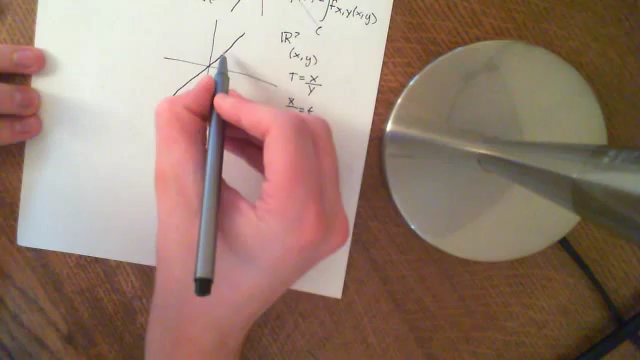 ∫f x,y(x,y)
C
ℝ²
(x,y)
T = x/y
x
= t